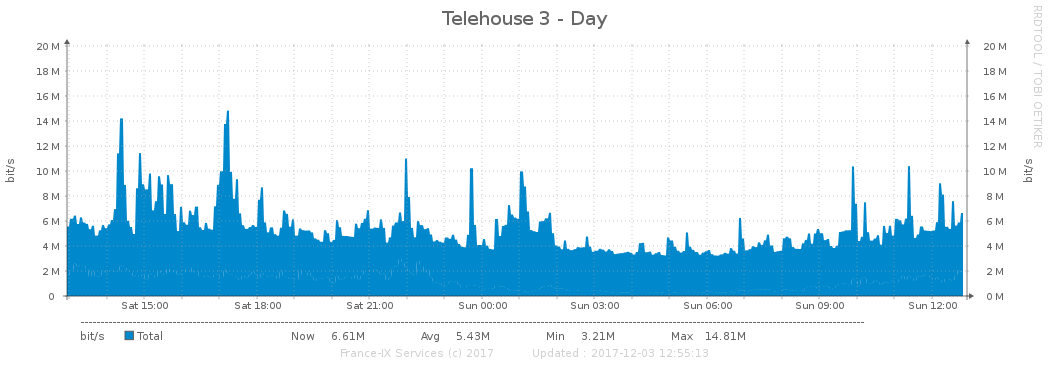 Telehouse 3 - Day
RRDTOOL / TOBI OETIKER
bit/s
20 M 20 M
18 M 18 M
16 M 16 M
14 M 14 M
12 M 12 M
10 M 10 M
8 M 8 M
6 M 6 M
4 M 4 M
2 M 2 M
0 0 M
bit/s
Sat 15:00 Sat 18:00 Sat 21:00 Sun 00:00 Sun 03:00 Sun 06:00 Sun 09:00 Sun 12:00
bit/s Total Now 6.61M Avg 5.43M Min 3.21M Max 14.81M
France-IX Services (c) 2017 Updated : 2017-12-03 12:55:13